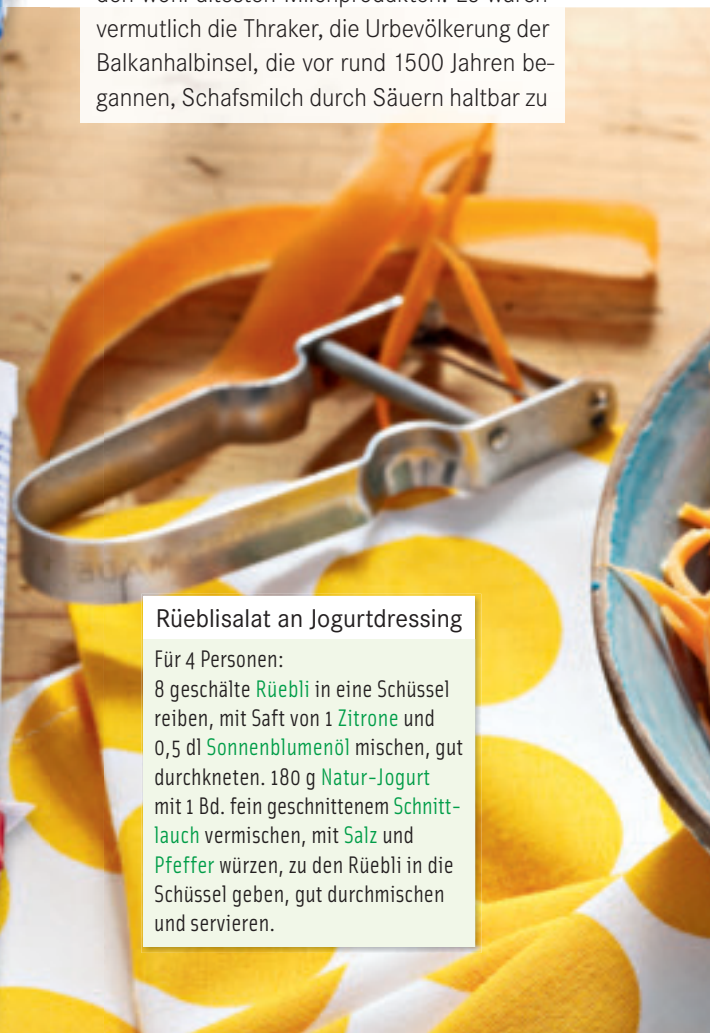 vermutlich die Thraker, die Urbevölkerung der
Balkanhalbinsel, die vor rund 1500 Jahren be-
gannen, Schafsmilch durch Säuern haltbar zu
Rüeblisalat an Jogurtdressing
Für 4 Personen:
8 geschälte Rüebli in eine Schüssel
reiben, mit Saft von 1 Zitrone und
0,5 dl Sonnenblumenöl mischen, gut
durchkneten. 180 g Natur-Jogurt
mit 1 Bd. fein geschnittenem Schnitt-
lauch vermischen, mit Salz und
Pfeffer würzen, zu den Rüebli in die
Schüssel geben, gut durchmischen
und servieren.